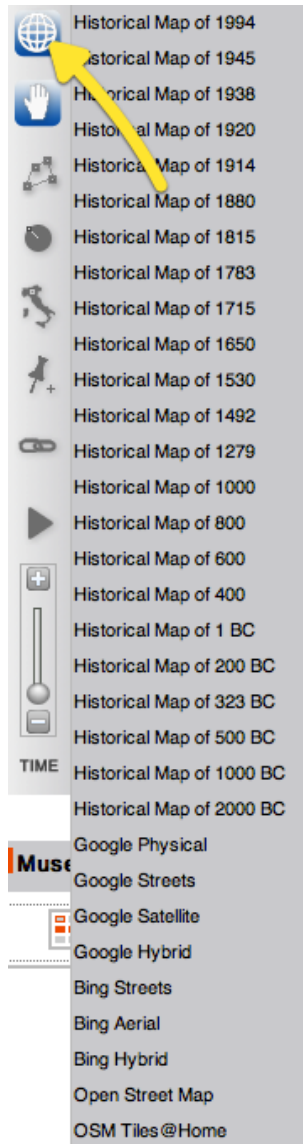 Historical Map of 1994
Historical Map of 1945
Historical Map of 1938
Historical Map of 1920
Historical Map of 1914
Historical Map of 1880
Historical Map of 1815
Historical Map of 1783
Historical Map of 1715
Historical Map of 1650
Historical Map of 1530
Historical Map of 1492
Historical Map of 1279
Historical Map of 1000
Historical Map of 800
Historical Map of 600
Historical Map of 400
Historical Map of 1 BC
Historical Map of 200 BC
Historical Map of 323 BC
Historical Map of 500 BC
TIME
Historical Map of 1000 BC
Historical Map of 2000 BC
Google Physical
Muse
Google Streets
Google Satellite
Google Hybrid
Bing Streets
Bing Aerial
Bing Hybrid
Open Street Map
OSM Tiles@Home